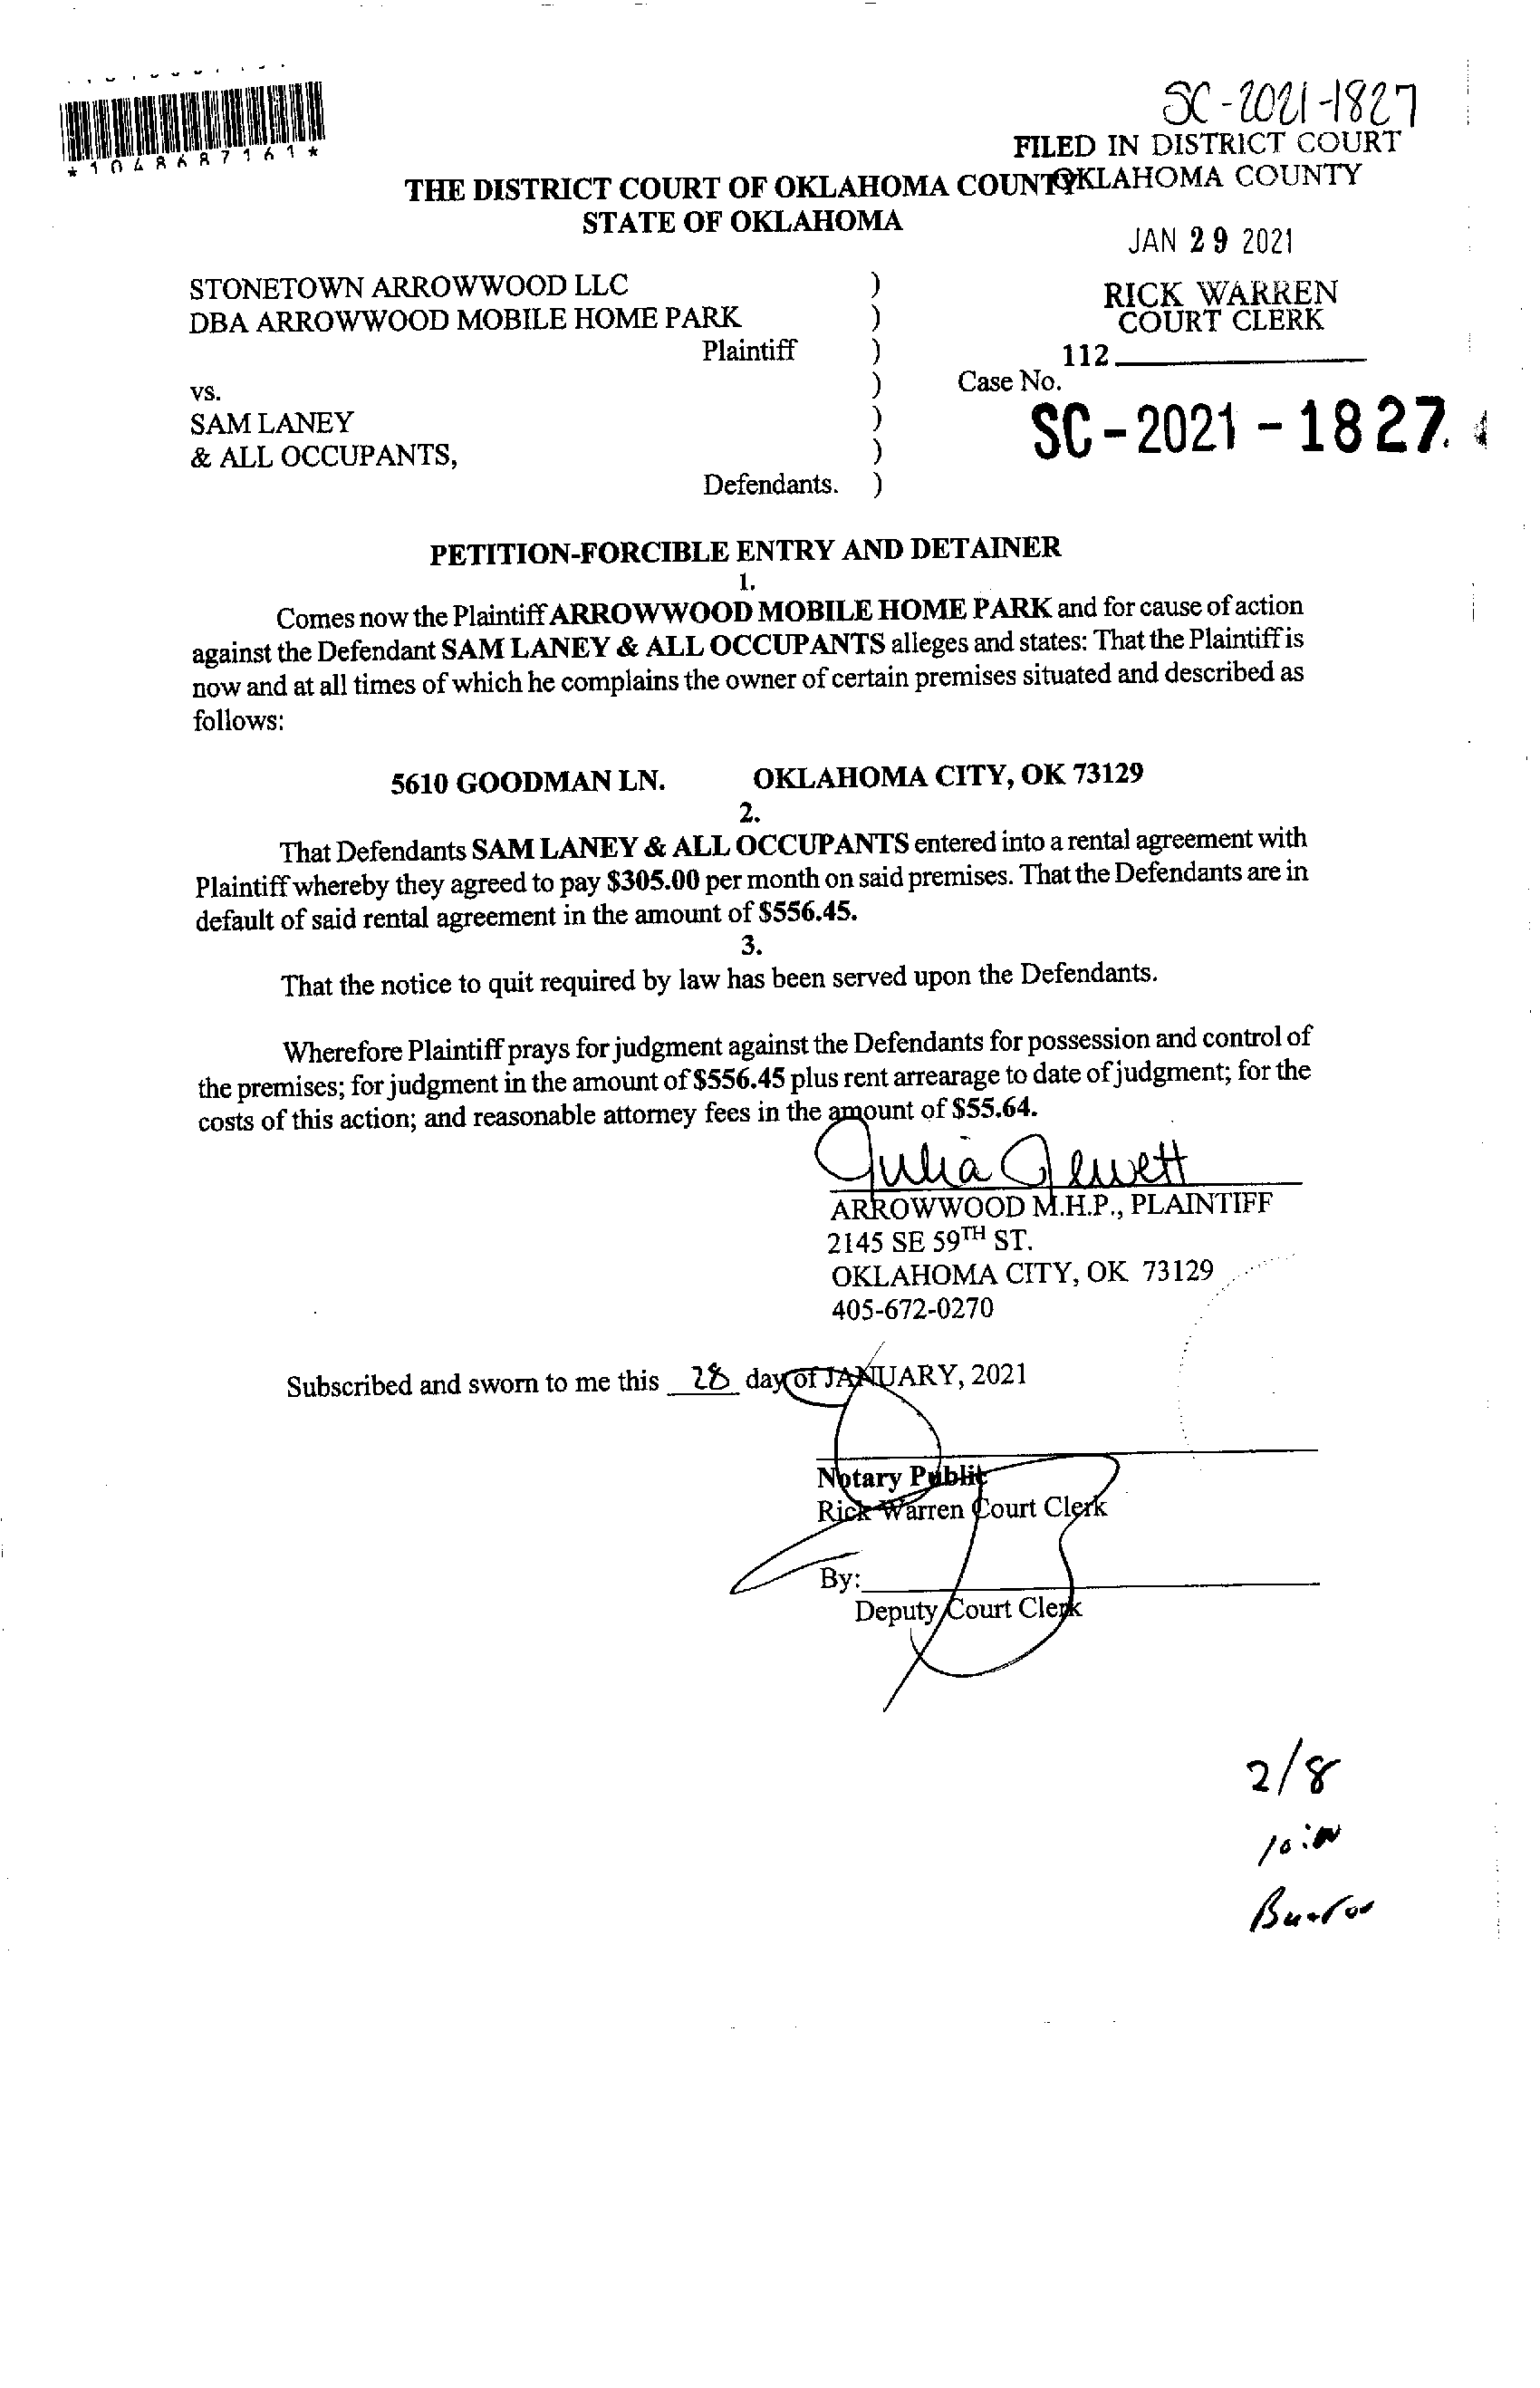 SC-2021-1827
*1048687161*
FILED IN DISTRICT COURT
OKLAHOMA COUNTY
THE DISTRICT COURT OF OKLAHOMA COUNTY
STATE OF OKLAHOMA
JAN 29 2021
STONETOWN ARROWWOOD LLC )
DBA ARROWWOOD MOBILE HOME PARK )
RICK WARREN
COURT CLERK
Plaintiff )
112
) Case No.
vs.
SAM LANEY )
SC-2021-1827
& ALL OCCUPANTS, )
Defendants. )
PETITION-FORCIBLE ENTRY AND DETAINER
1.
Comes now the Plaintiff ARROWWOOD MOBILE HOME PARK and for cause of action
against the Defendant SAM LANEY & ALL OCCUPANTS alleges and states: That the Plaintiff is
now and at all times of which he complains the owner of certain premises situated and described as
follows:
5610 GOODMAN LN. OKLAHOMA CITY, OK 73129
2.
That Defendants SAM LANEY & ALL OCCUPANTS entered into a rental agreement with
Plaintiff whereby they agreed to pay $305.00 per month on said premises. That the Defendants are in
default of said rental agreement in the amount of $556.45.
3.
That the notice to quit required by law has been served upon the Defendants.
Wherefore Plaintiff prays for judgment against the Defendants for possession and control of
the premises; for judgment in the amount of $556.45 plus rent arrearage to date of judgment; for the
costs of this action; and reasonable attorney fees in the amount of $55.64.
Julia Jewett
ARROWWOOD M.H.P., PLAINTIFF
2145 SE 59TH ST.
OKLAHOMA CITY, OK 73129
405-672-0270
Subscribed and sworn to me this 28 day of JANUARY, 2021
Notary Public
Rick Warren Court Clerk
By:
Deputy Court Clerk
2/8